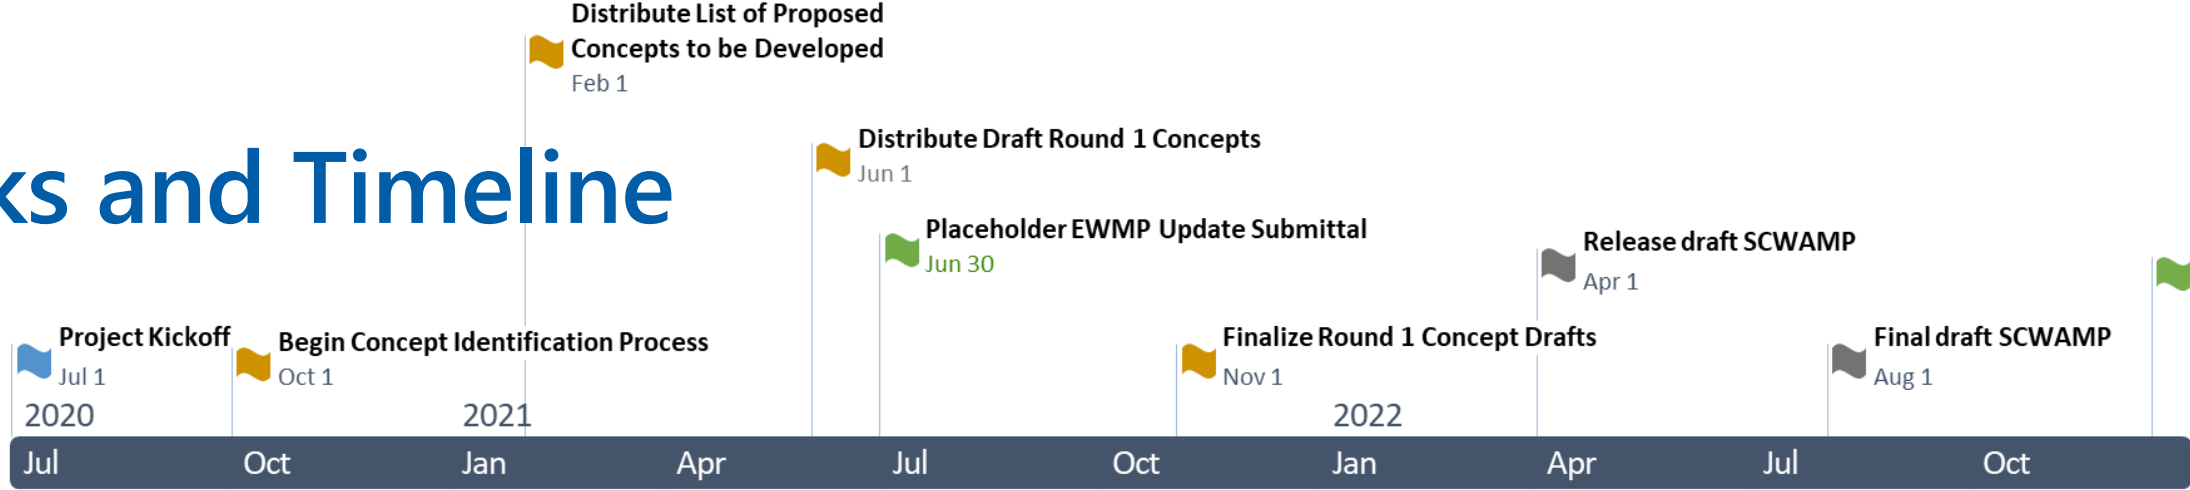 Distribute List of Proposed
Concepts to be Developed
Feb 1
Distribute Draft Round 1 Concepts
Jun 1
ks and Timeline
Placeholder EWMP Update Submittal
Jun 30
Release draft SCWAMP
Apr 1
Project Kickoff
Jul 1
Begin Concept Identification Process
Oct 1
Finalize Round 1 Concept Drafts
Nov 1
Final draft SCWAMP
Aug 1
2020 2021 2022
Jul Oct Jan Apr Jul Oct Jan Apr Jul Oct